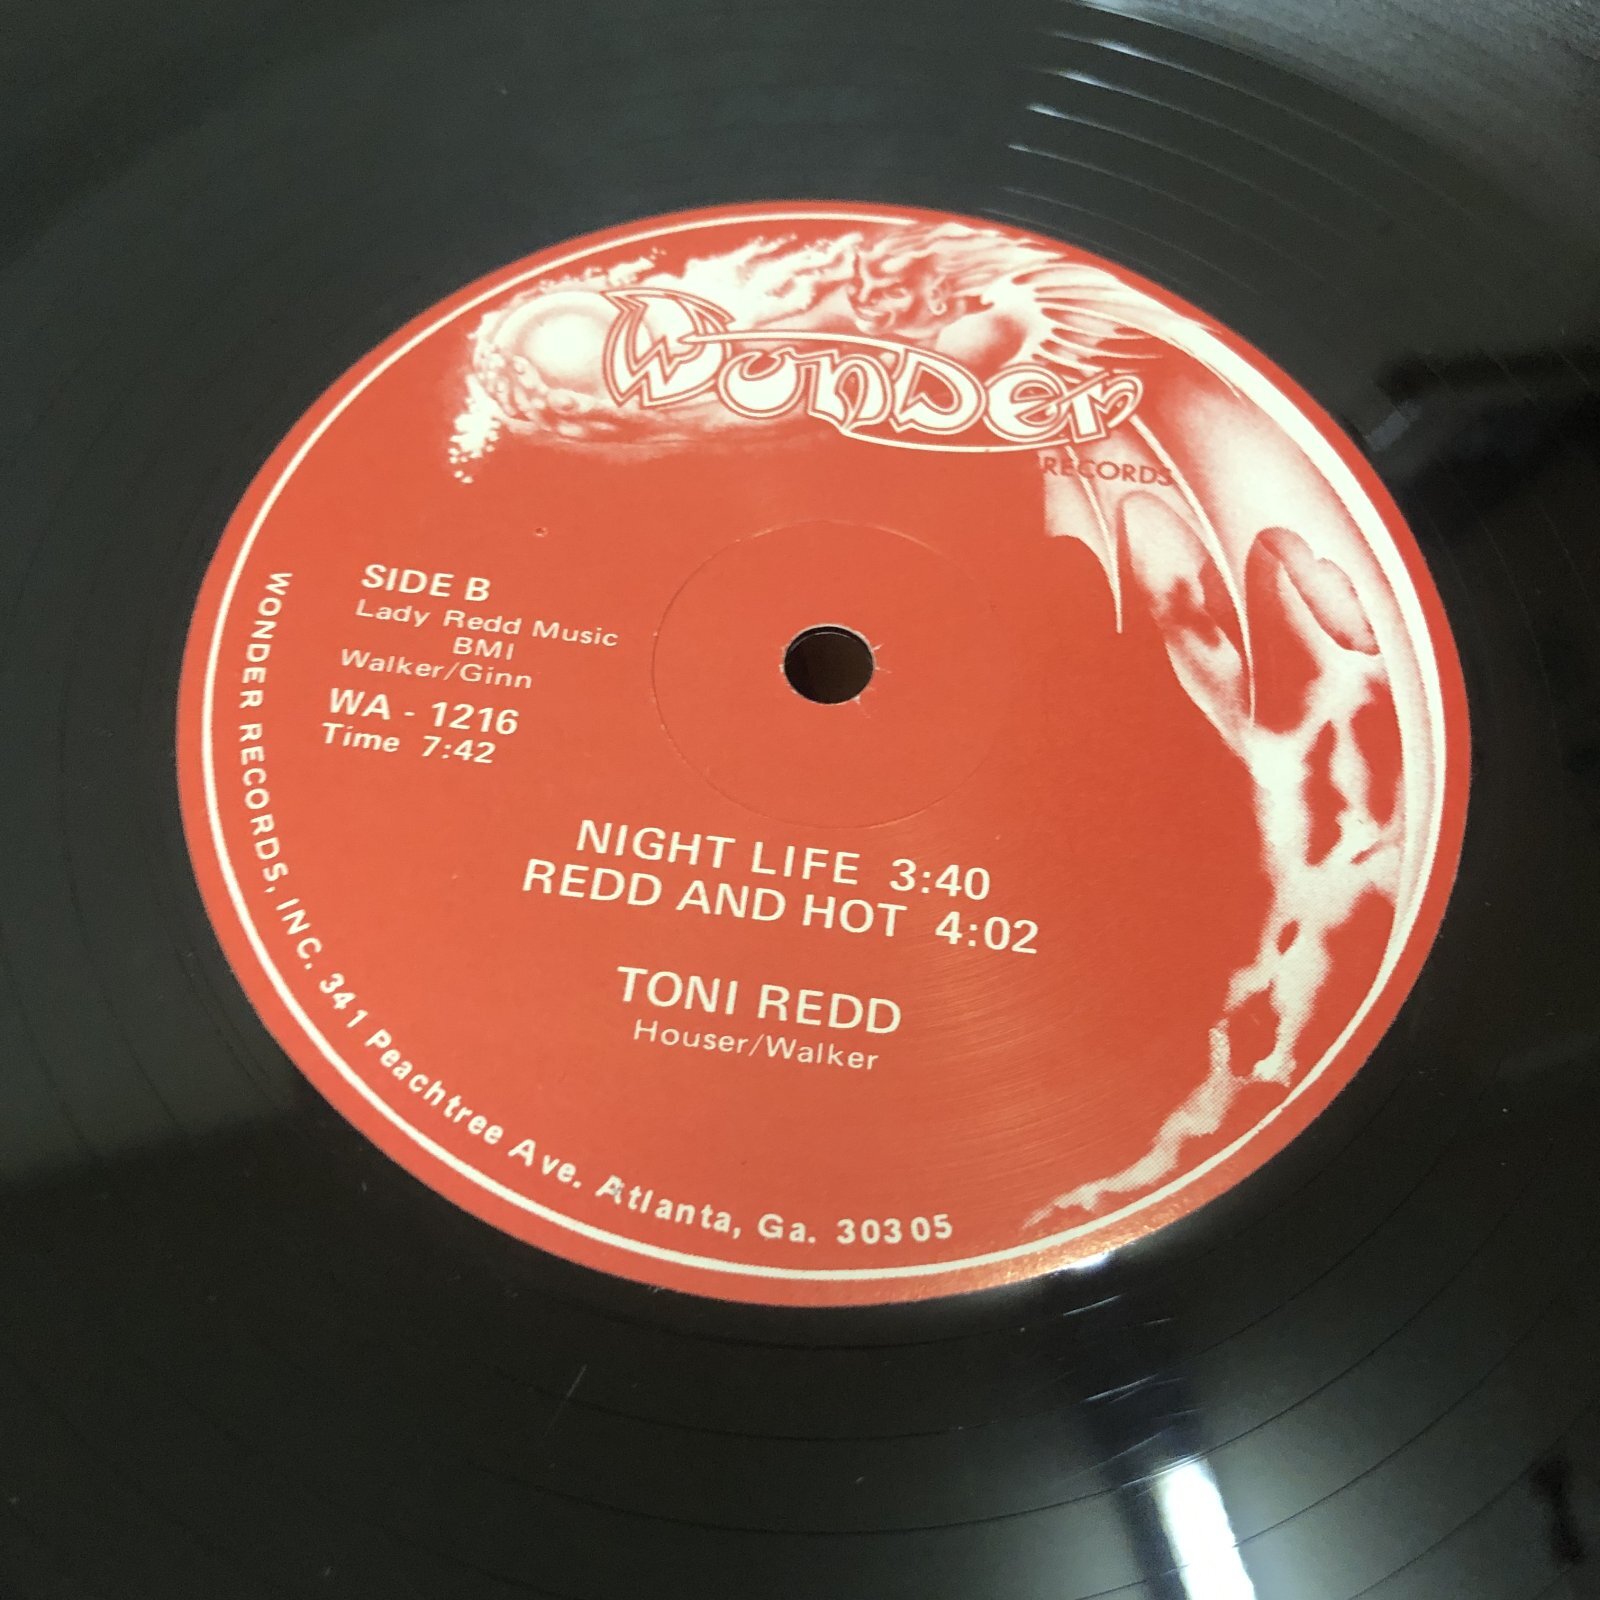 Wonder
RECORDS
SIDE B
Lady Redd Music
BMI
Walker/Ginn
WA - 1216
Time 7:42
NIGHT LIFE 3:40
REDD AND HOT 4:02
TONI REDD
Houser/Walker
WONDER RECORDS, INC. 341 Peachtree Ave. Atlanta, Ga. 30305